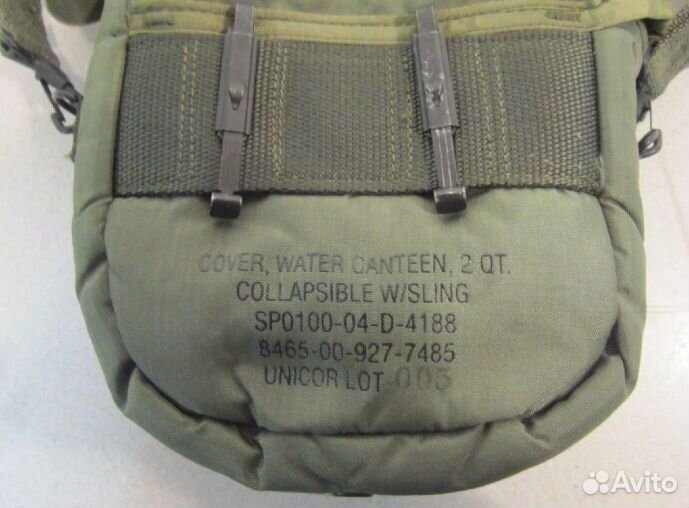 COVER, WATER CANTEEN, 2 QT.
COLLAPSIBLE W/SLING
SP0100-04-D-4188
8465-00-927-7485
UNICOR LOT 005
Avito